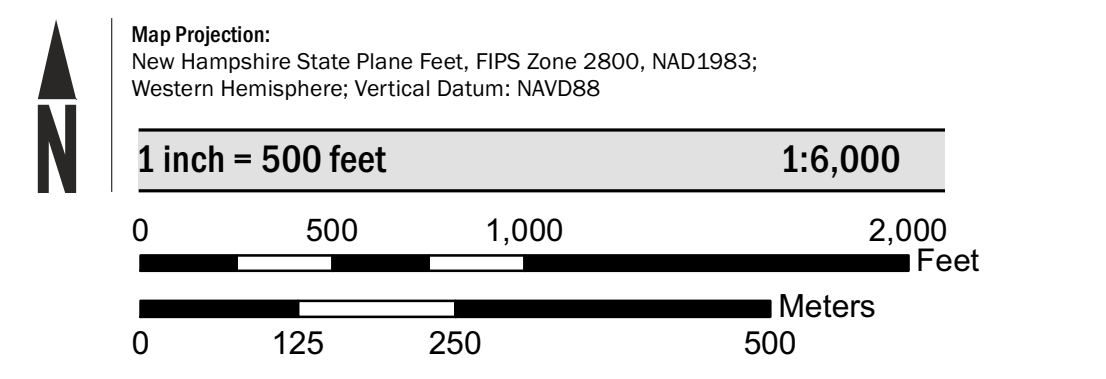 N
Map Projection:
New Hampshire State Plane Feet, FIPS Zone 2800, NAD1983;
Western Hemisphere; Vertical Datum: NAVD88
1 inch = 500 feet 1:6,000
0 500 1,000 2,000
Feet
Meters
0 125 250 500